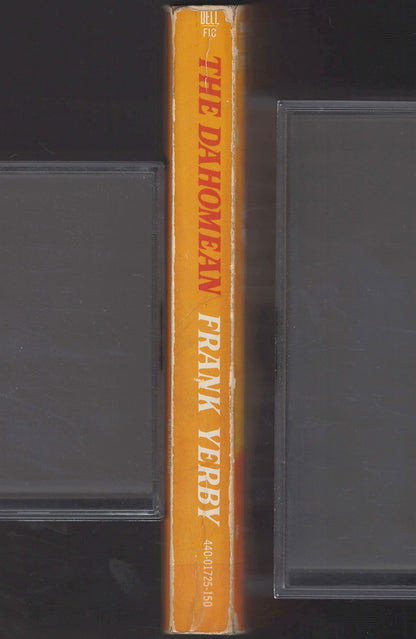 DELL
FIC
THE DAHOMEAN
FRANK YERBY
440-01725-150